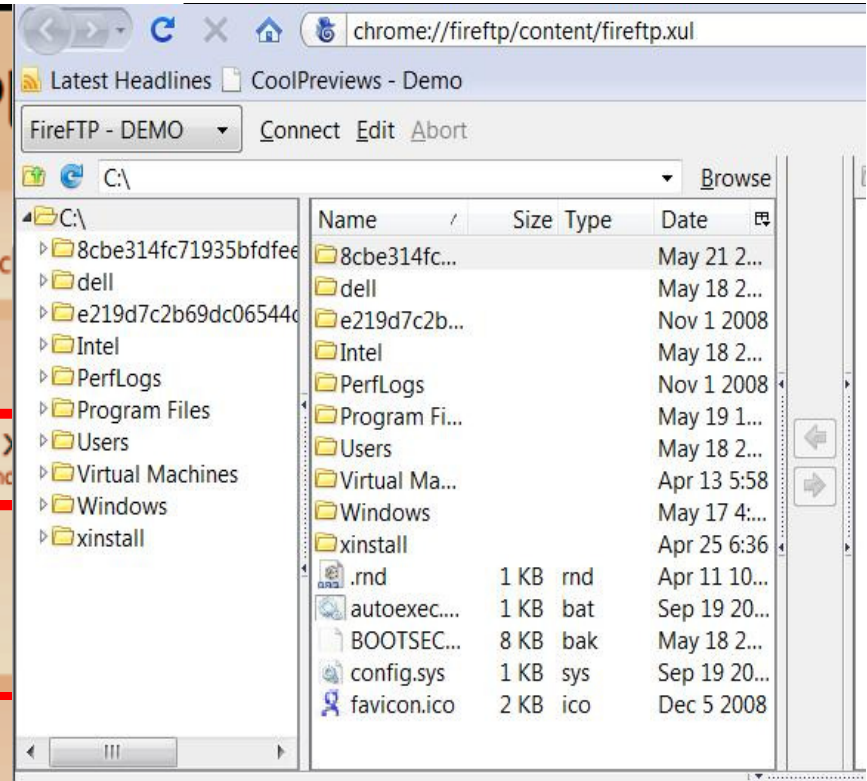 chrome://fireftp/content/fireftp.xul
Latest Headlines CoolPreviews - Demo
FireFTP - DEMO Connect Edit Abort
C:\ Browse
C:\
8cbe314fc71935bfdfee
dell
e219d7c2b69dc06544c
Intel
PerfLogs
Program Files
Users
Virtual Machines
Windows
xinstall
Name Size Type Date
8cbe314fc... May 21 2...
dell May 18 2...
e219d7c2b... Nov 1 2008
Intel May 18 2...
PerfLogs Nov 1 2008
Program Fi... May 19 1...
Users May 18 2...
Virtual Ma... Apr 13 5:58
Windows May 17 4:...
xinstall Apr 25 6:36
.rnd 1 KB rnd Apr 11 10...
autoexec.... 1 KB bat Sep 19 20...
BOOTSEC... 8 KB bak May 18 2...
config.sys 1 KB sys Sep 19 20...
favicon.ico 2 KB ico Dec 5 2008